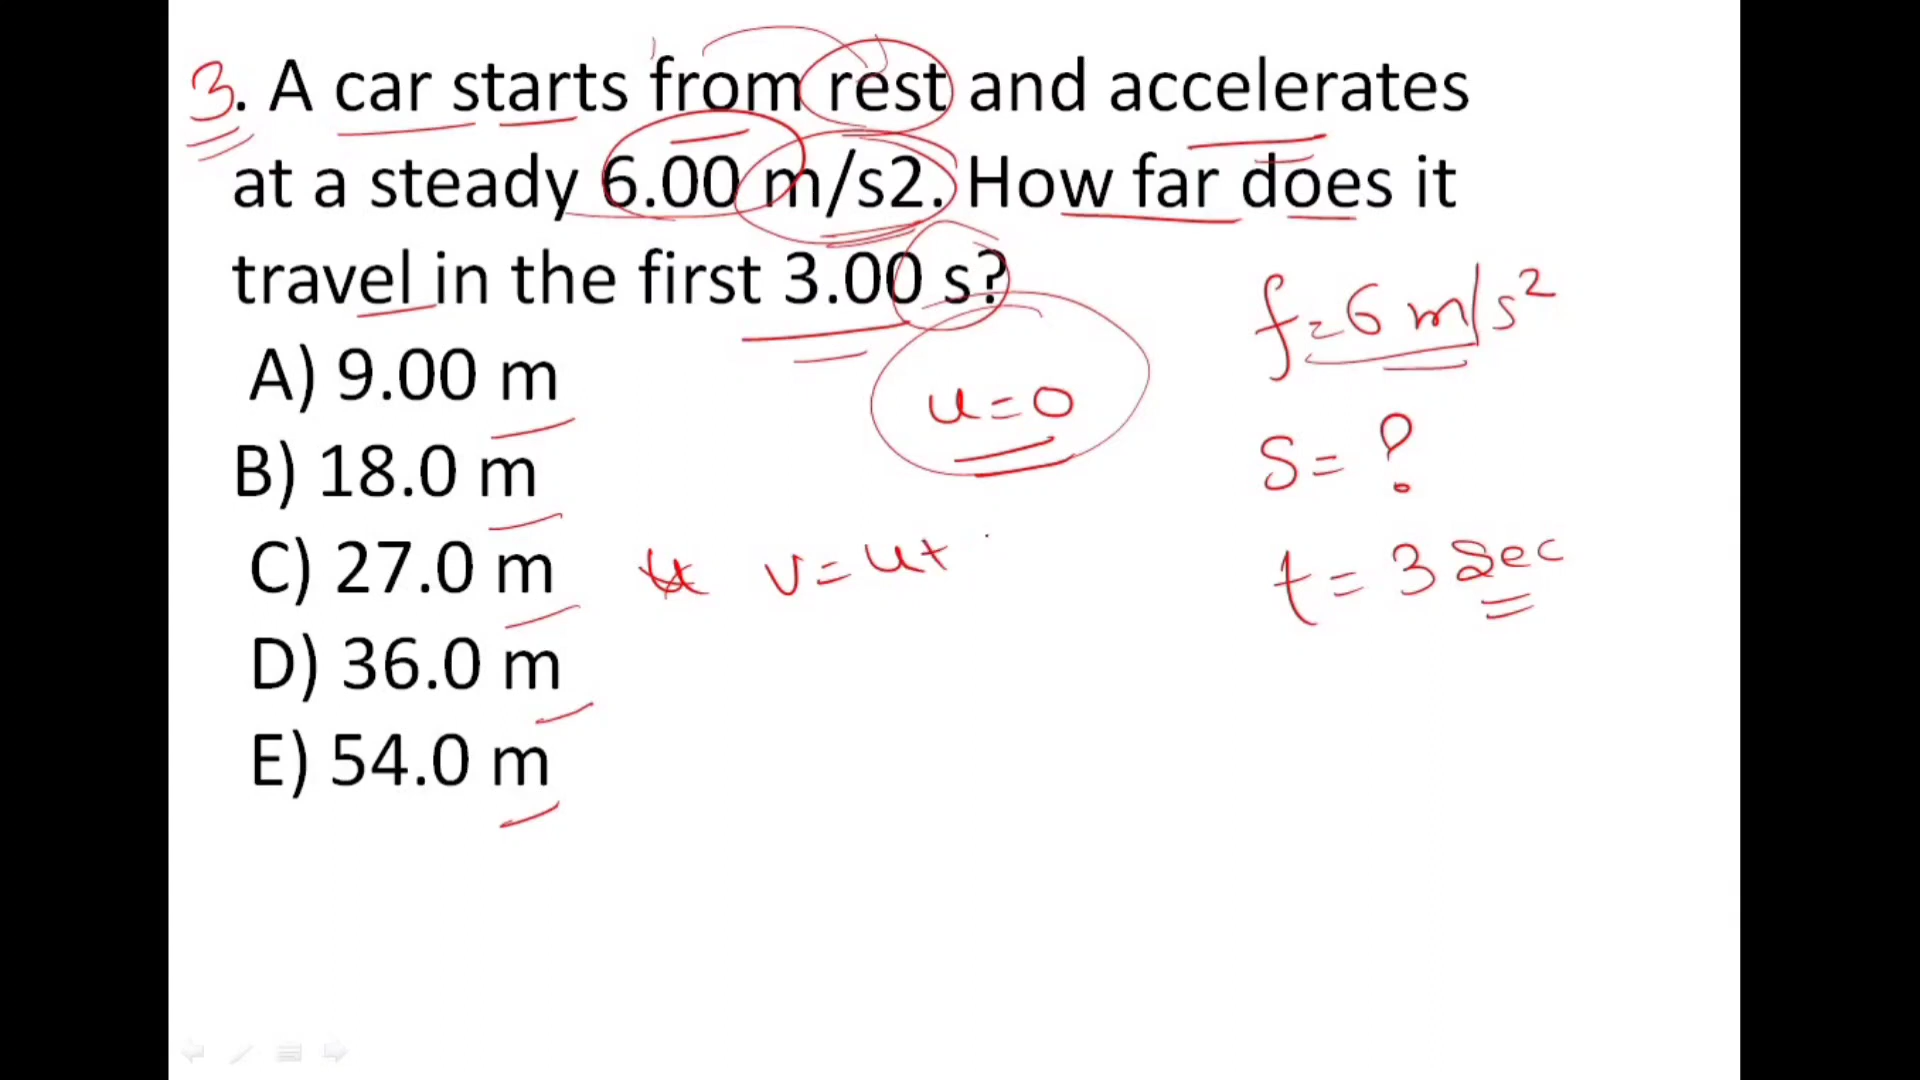 3. A car starts from rest and accelerates
at a steady 6.00 m/s2. How far does it
travel in the first 3.00 s?
A) 9.00 m
B) 18.0 m
C) 27.0 m
D) 36.0 m
E) 54.0 m
u=0
f=6 m/s²
S=?
t=3 Sec
v=u+